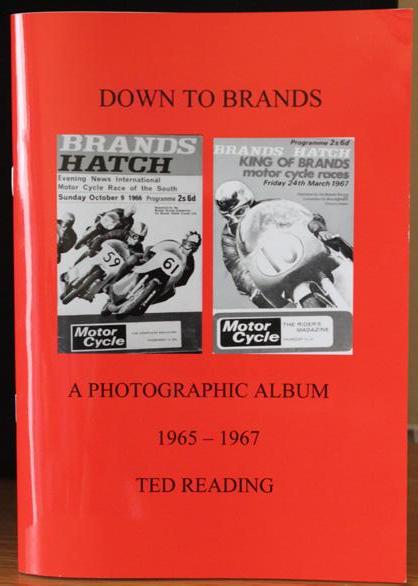 DOWN TO BRANDS
BRANDS
HATCH
Evening News International
Motor Cycle Race of the South
Sunday October 9 1966 Programme 2s6d
59
61
Motor
Cycle
Programme 2s 6d
BRANDS HATCH
KING OF BRANDS
motor cycle races
Friday 24th March 1967
Motor
Cycle
THE RIDER'S
MAGAZINE
A PHOTOGRAPHIC ALBUM
1965 – 1967
TED READING